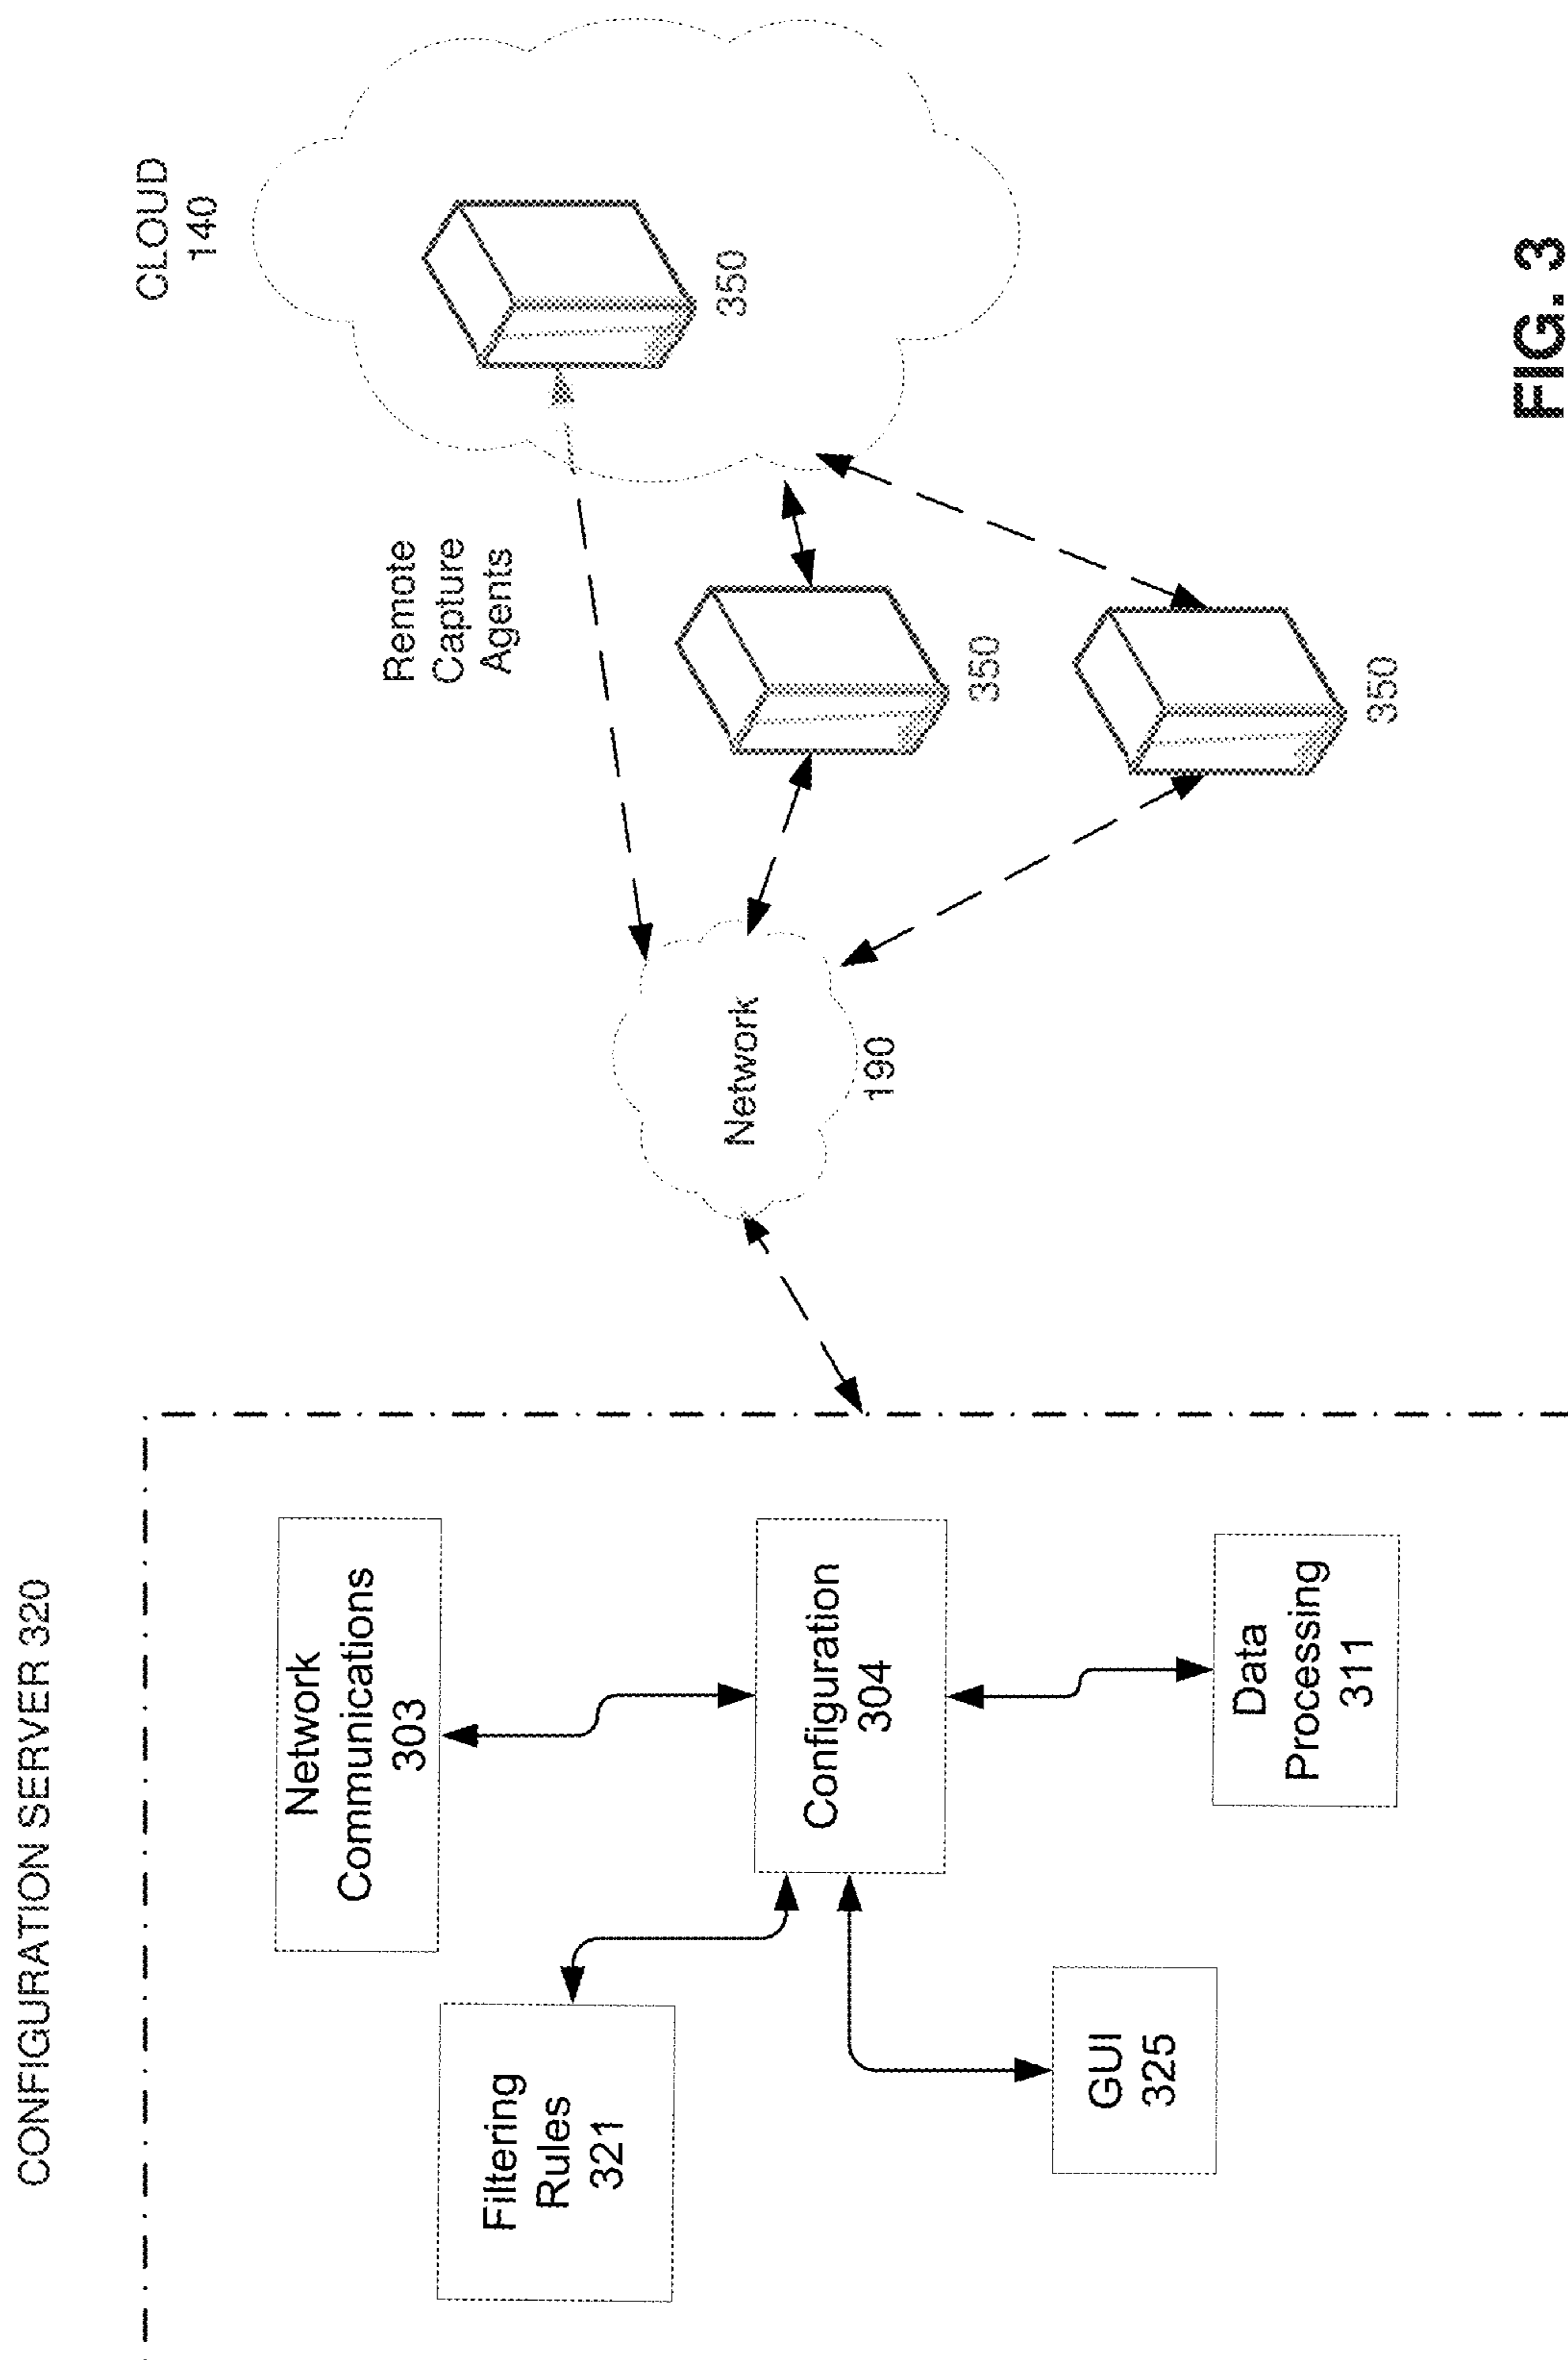 CONFIGURATION SERVER 320
Network
Communications
303
Filtering
Rules
321
Configuration
304
GUI
325
Data
Processing
311
Network
190
Remote
Capture
Agents
CLOUD
140
350
350
350
FIG. 3